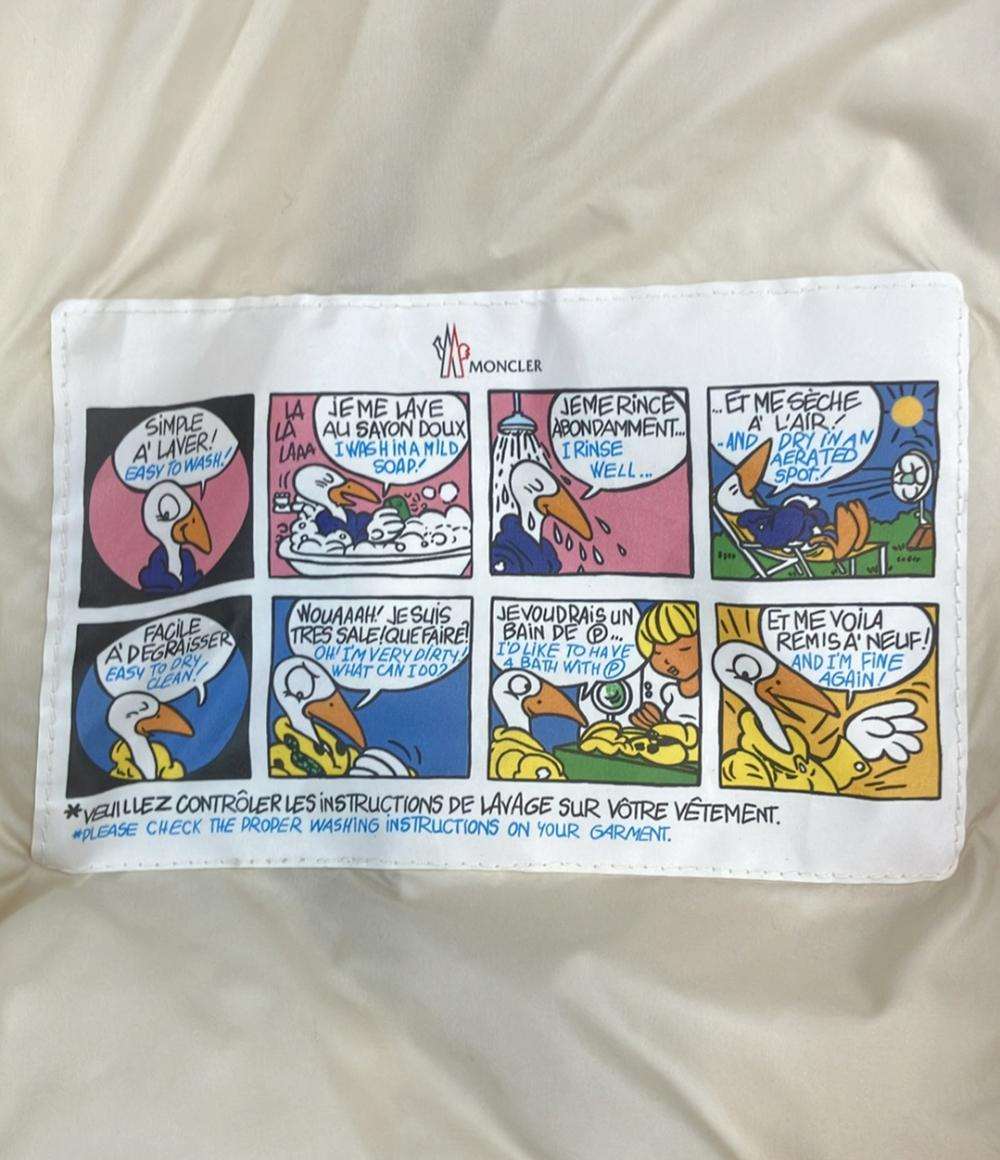 MONCLER
SIMPLE
A' LAVER!
EASY TO WASH!
LA
LÀ
LÀAA
JE ME LAVE
AU SAVON DOUX
I WASH IN A MILD
SOAP!
JE ME RINCE
ABONDAMMENT...
I RINSE
WELL...
...ET ME SÈCHE
A' L'AIR!
..AND DRY IN AN
AERATED
SPOT!
FACILE
A' DEGRAISSER
EASY TO DRY
CLEAN!
WOUAAAH! JE SUIS
TRES SALE! QUE FAIRE?
OH! I'M VERY DIRTY!
WHAT CAN I DO?
JE VOUDRAIS UN
BAIN DE Ⓟ...
I'D LIKE TO HAVE
A BATH WITH Ⓟ
ET ME VOILA
REMIS A' NEUF!
AND I'M FINE
AGAIN!
*VEUILLEZ CONTRÔLER LES INSTRUCTIONS DE LAVAGE SUR VÔTRE VÊTEMENT.
*PLEASE CHECK THE PROPER WASHING INSTRUCTIONS ON YOUR GARMENT.